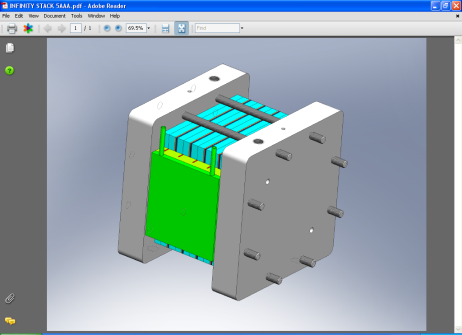 INFINITY STACK 5AAA.pdf - Adobe Reader
File Edit View Document Tools Window Help
1 / 1 69.5% Find